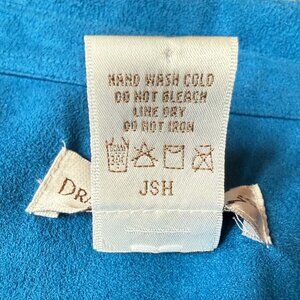 HAND WASH COLD
DO NOT BLEACH
LINE DRY
DO NOT IRON
JSH